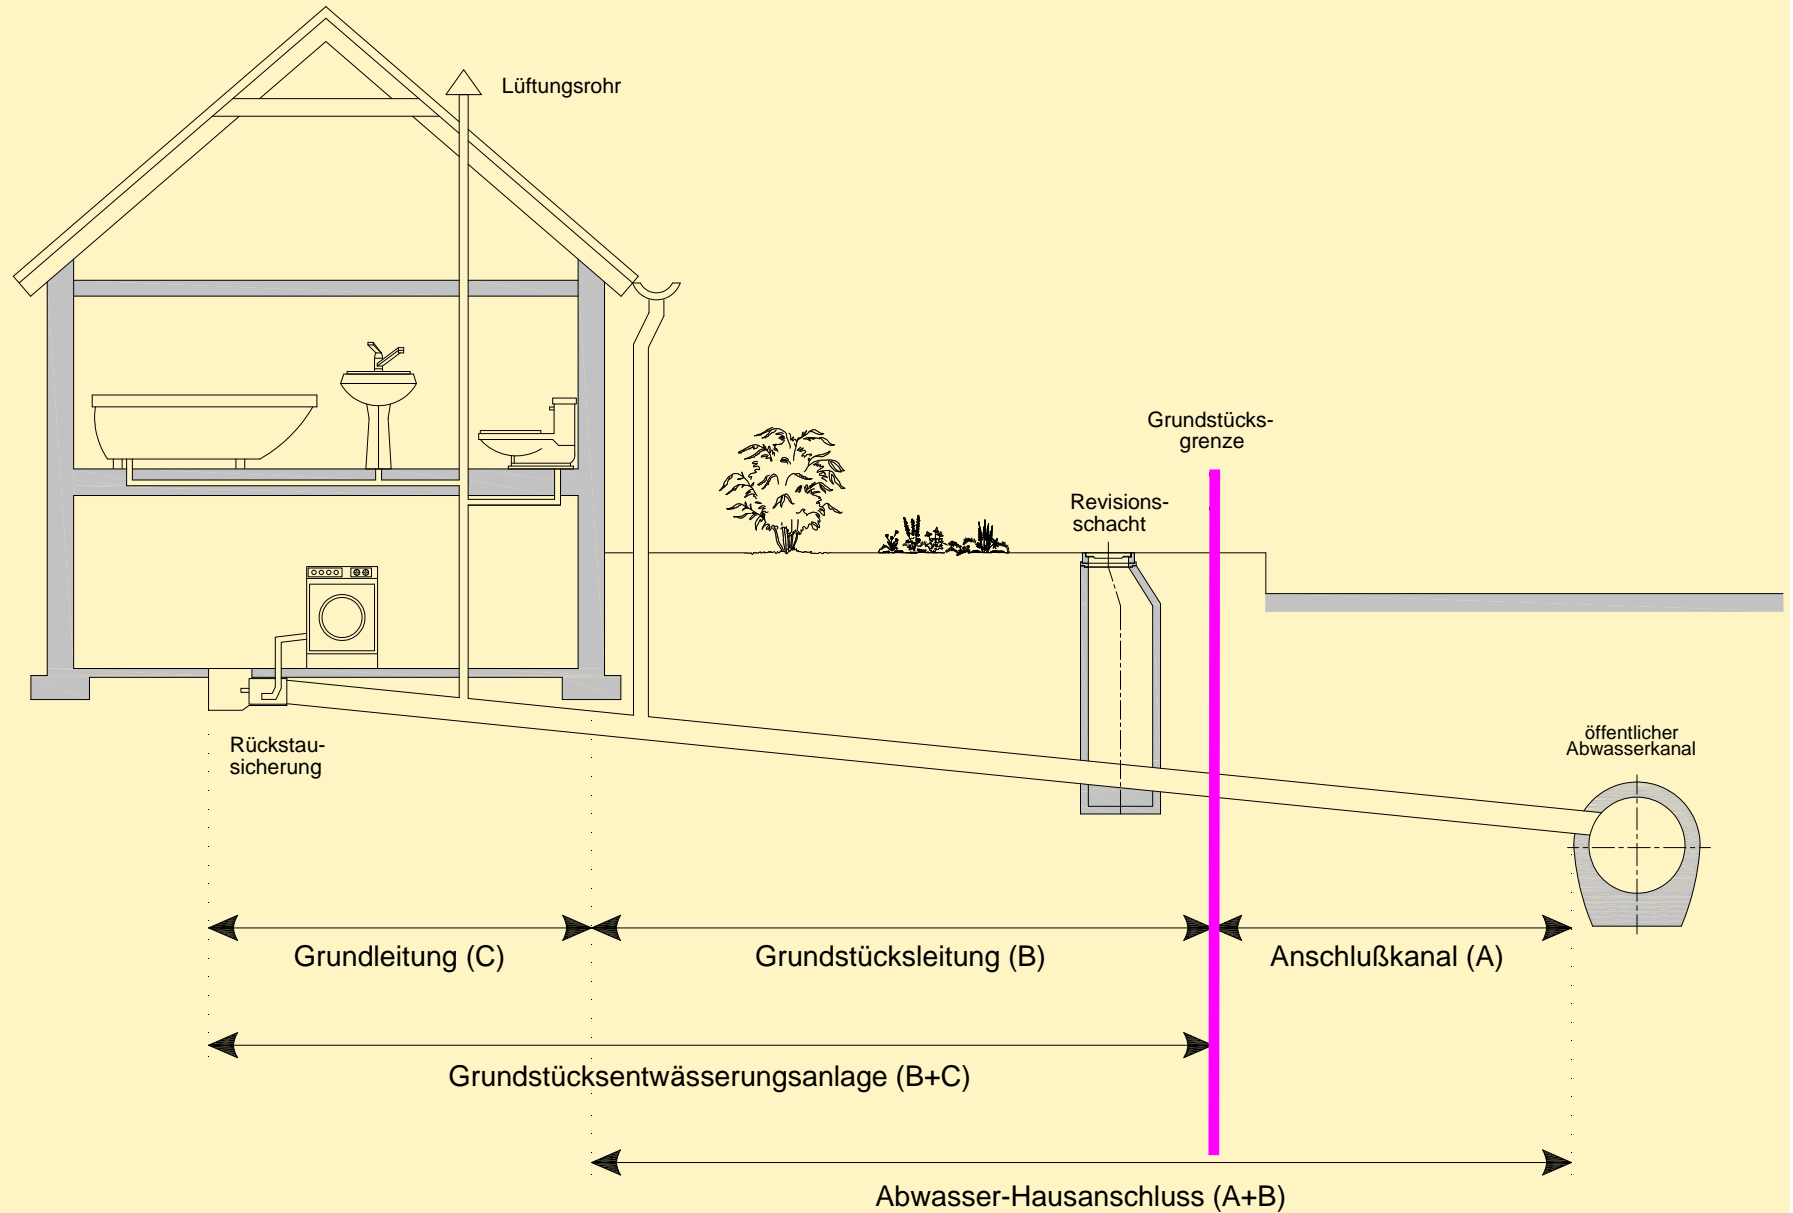 Lüftungsrohr
Grundstücks-
grenze
Revisions-
schacht
Rückstau-
sicherung
öffentlicher
Abwasserkanal
Grundleitung (C)
Grundstücksleitung (B)
Anschlußkanal (A)
Grundstücksentwässerungsanlage (B+C)
Abwasser-Hausanschluss (A+B)